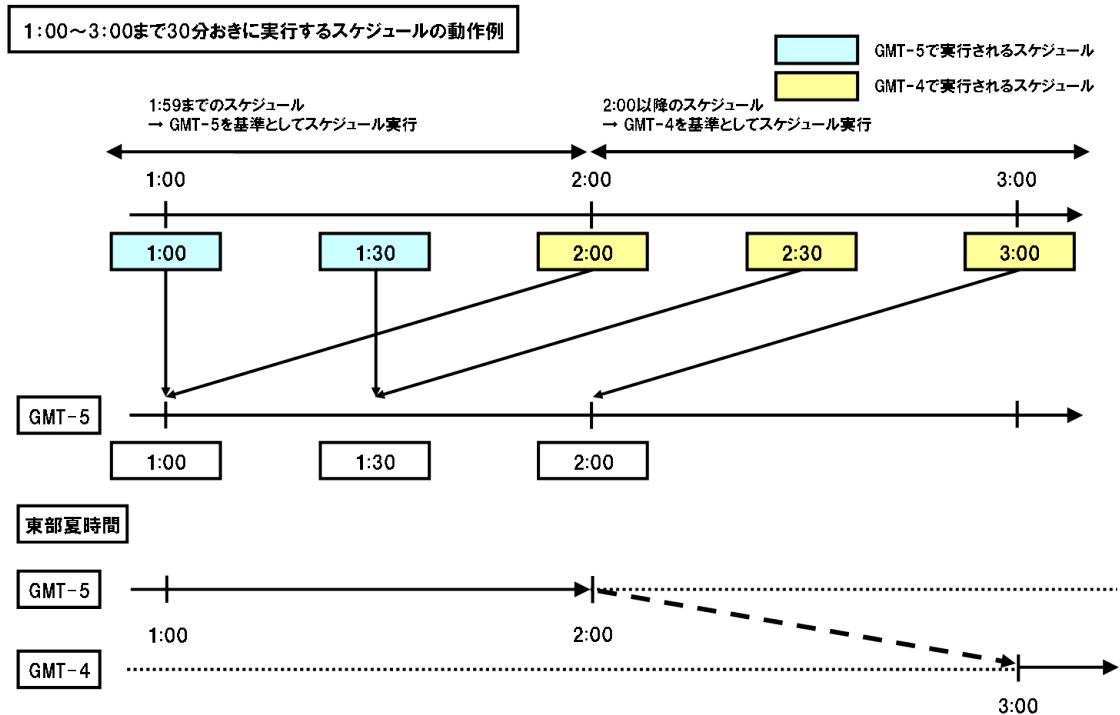 1:00～3:00まで30分おきに実行するスケジュールの動作例
GMT-5で実行されるスケジュール
GMT-4で実行されるスケジュール
1:59までのスケジュール
→ GMT-5を基準としてスケジュール実行
2:00以降のスケジュール
→ GMT-4を基準としてスケジュール実行
1:00 2:00 3:00
1:00 1:30 2:00 2:30 3:00
GMT-5
1:00 1:30 2:00
東部夏時間
GMT-5
1:00 2:00
GMT-4
3:00